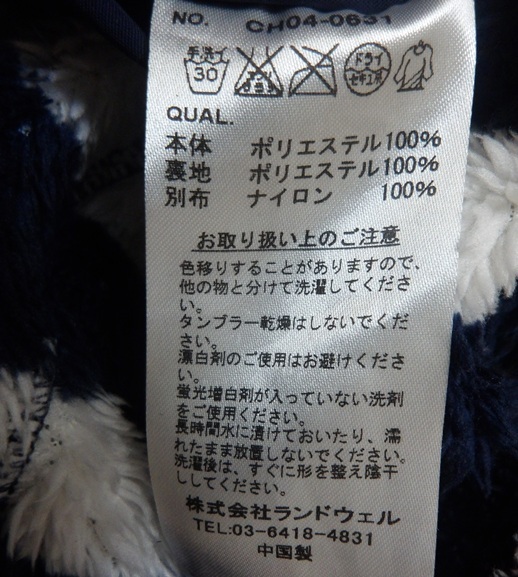 NO. CH04-0631
手洗イ 30 エンソサラシ ドライ セキユ系
QUAL.
本体 ポリエステル100%
裏地 ポリエステル100%
別布 ナイロン 100%
お取り扱い上のご注意
色移りすることがありますので、
他の物と分けて洗濯してくださ
い。
タンブラー乾燥はしないでくだ
さい。
漂白剤のご使用はお避けくださ
い。
蛍光増白剤が入っていない洗剤
をご使用ください。
長時間水に漬けておいたり、濡
れたまま放置しないでください。
洗濯後は、すぐに形を整え陰干
ししてください。
株式会社ランドウェル
TEL:03-6418-4831
中国製